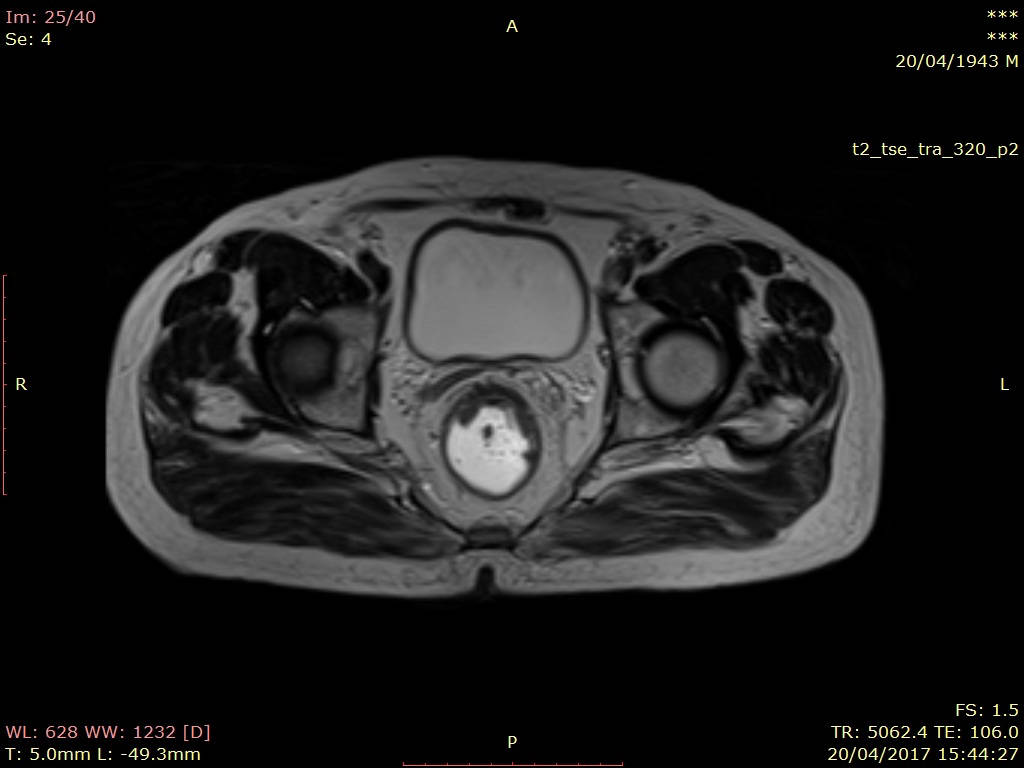 Im: 25/40
Se: 4
A
***
***
20/04/1943 M
t2_tse_tra_320_p2
R
L
WL: 628 WW: 1232 [D]
T: 5.0mm L: -49.3mm
P
FS: 1.5
TR: 5062.4 TE: 106.0
20/04/2017 15:44:27